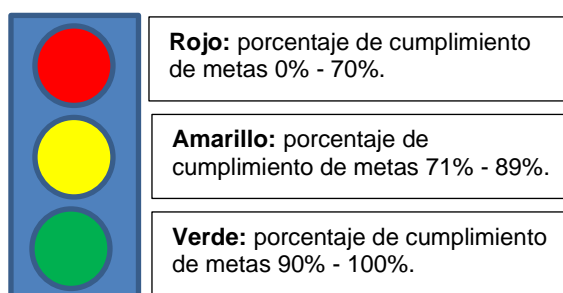 Rojo: porcentaje de cumplimiento
de metas 0% - 70%.
Amarillo: porcentaje de
cumplimiento de metas 71% - 89%.
Verde: porcentaje de cumplimiento
de metas 90% - 100%.